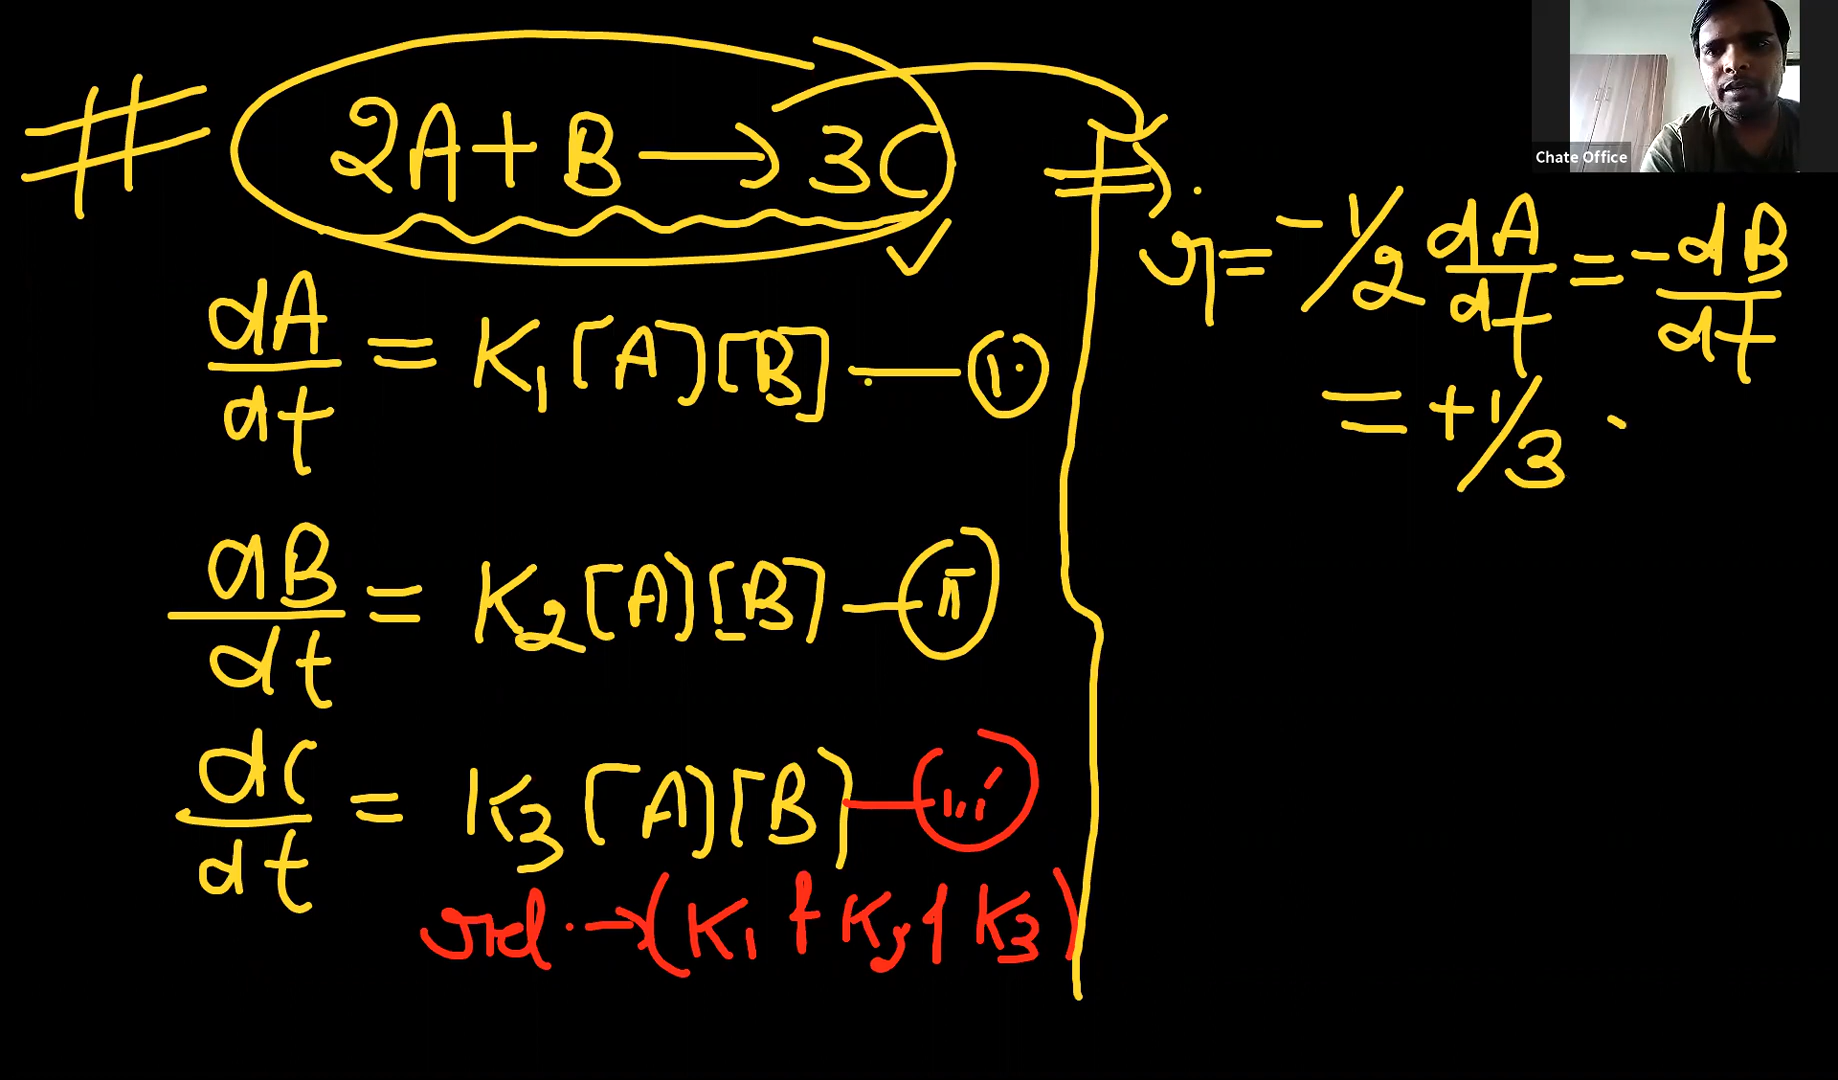 # 2A + B → 3C
Chate Office
dA/dt = K₁[A][B] — (i)
dB/dt = K₂[A][B] — (ii)
dC/dt = K₃[A][B] — (iii)
→ (K₁ + K₂ + K₃)
r = -1/2 dA/dt = -dB/dt
= +1/3